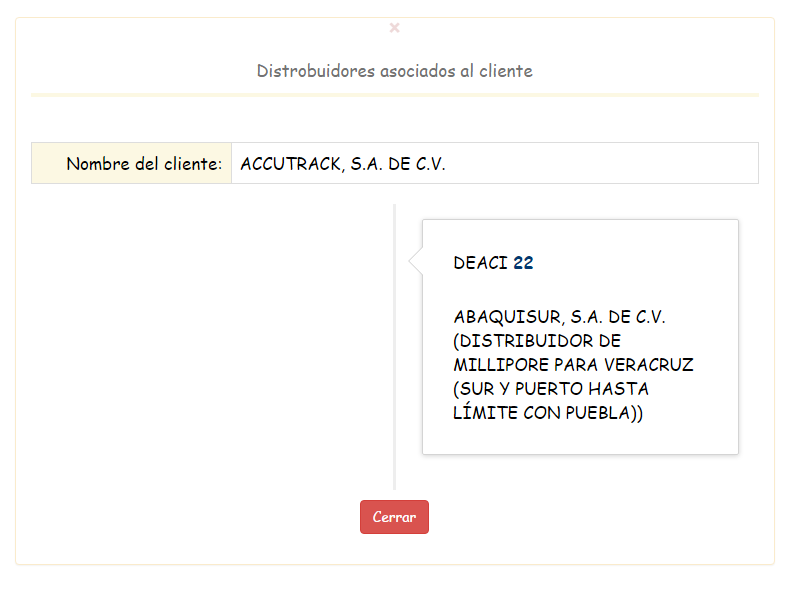 ×
Distrobuidores asociados al cliente
Nombre del cliente: ACCUTRACK, S.A. DE C.V.
DEACI 22
ABAQUISUR, S.A. DE C.V.
(DISTRIBUIDOR DE
MILLIPORE PARA VERACRUZ
(SUR Y PUERTO HASTA
LÍMITE CON PUEBLA))
Cerrar